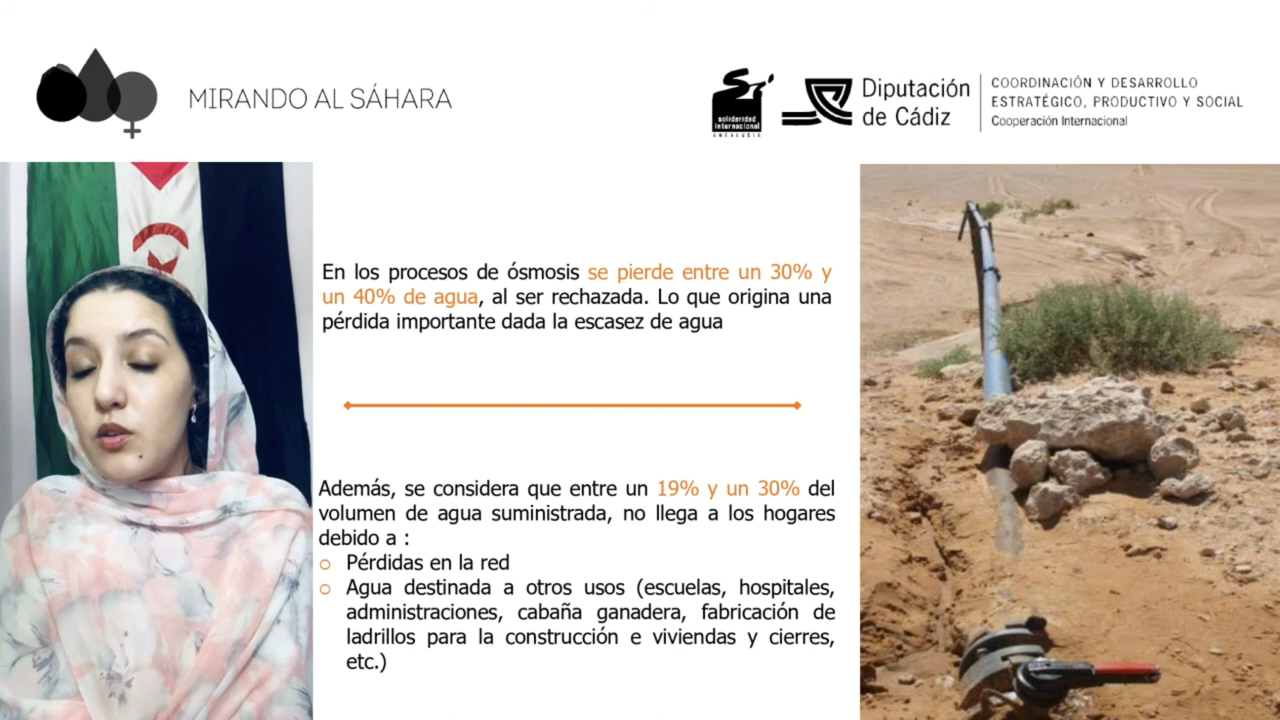 MIRANDO AL SÁHARA
solidaridad
internacional
ANDALUCÍA
Diputación
de Cádiz
COORDINACIÓN Y DESARROLLO
ESTRATÉGICO, PRODUCTIVO Y SOCIAL
Cooperación Internacional
En los procesos de ósmosis se pierde entre un 30% y
un 40% de agua, al ser rechazada. Lo que origina una
pérdida importante dada la escasez de agua
Además, se considera que entre un 19% y un 30% del
volumen de agua suministrada, no llega a los hogares
debido a :
o Pérdidas en la red
o Agua destinada a otros usos (escuelas, hospitales,
administraciones, cabaña ganadera, fabricación de
ladrillos para la construcción e viviendas y cierres,
etc.)